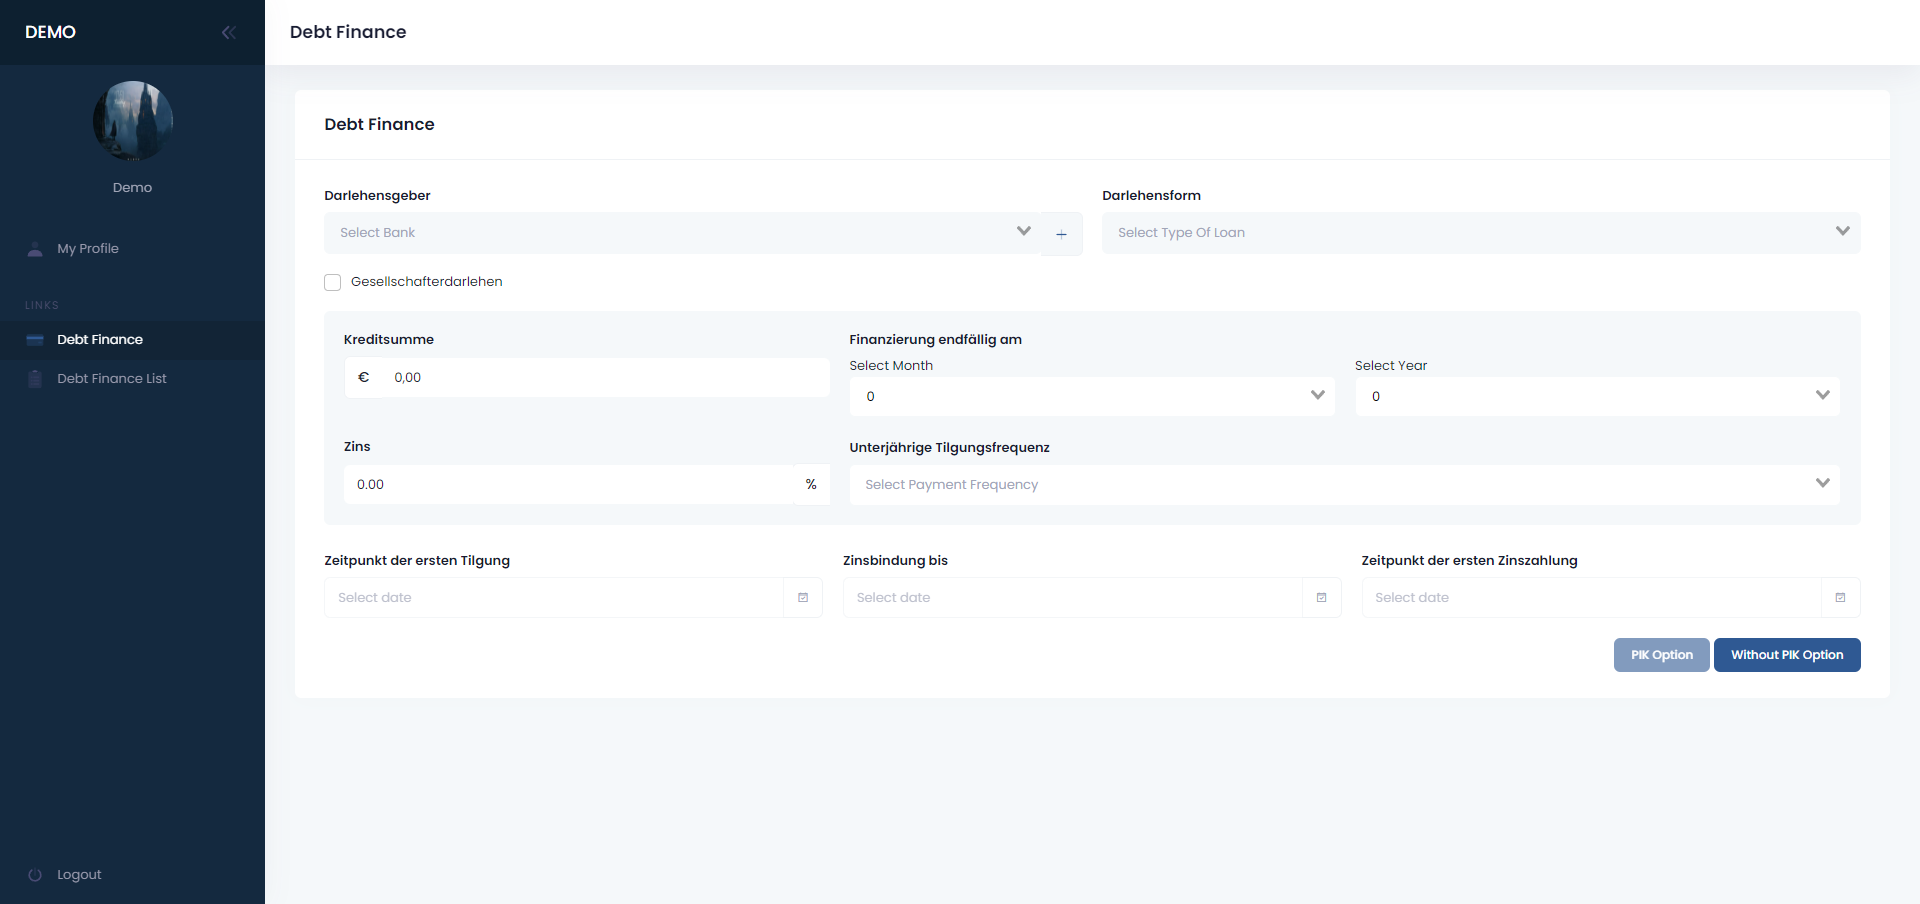 DEMO
Debt Finance
Demo
My Profile
LINKS
Debt Finance
Debt Finance List
Logout
Debt Finance
Darlehensgeber
Select Bank
+
Darlehensform
Select Type Of Loan
Gesellschafterdarlehen
Kreditsumme
€ 0,00
Finanzierung endfällig am
Select Month
0
Select Year
0
Zins
0.00 %
Unterjährige Tilgungsfrequenz
Select Payment Frequency
Zeitpunkt der ersten Tilgung
Select date
Zinsbindung bis
Select date
Zeitpunkt der ersten Zinszahlung
Select date
PIK Option
Without PIK Option